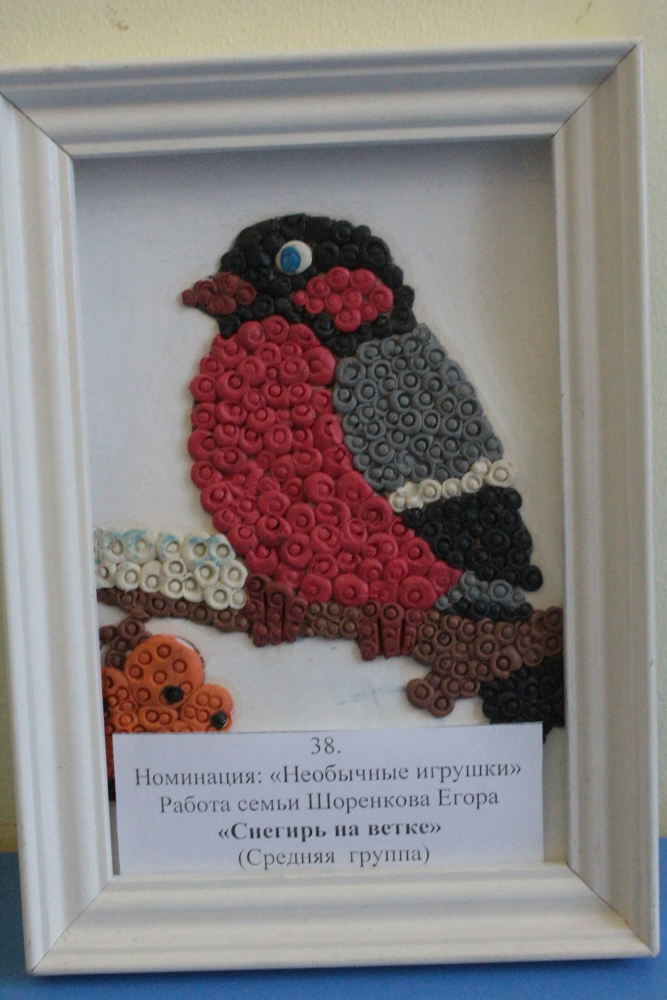 38.
Номинация: «Необычные игрушки»
Работа семьи Шоренкова Егора
«Снегирь на ветке»
(Средняя группа)